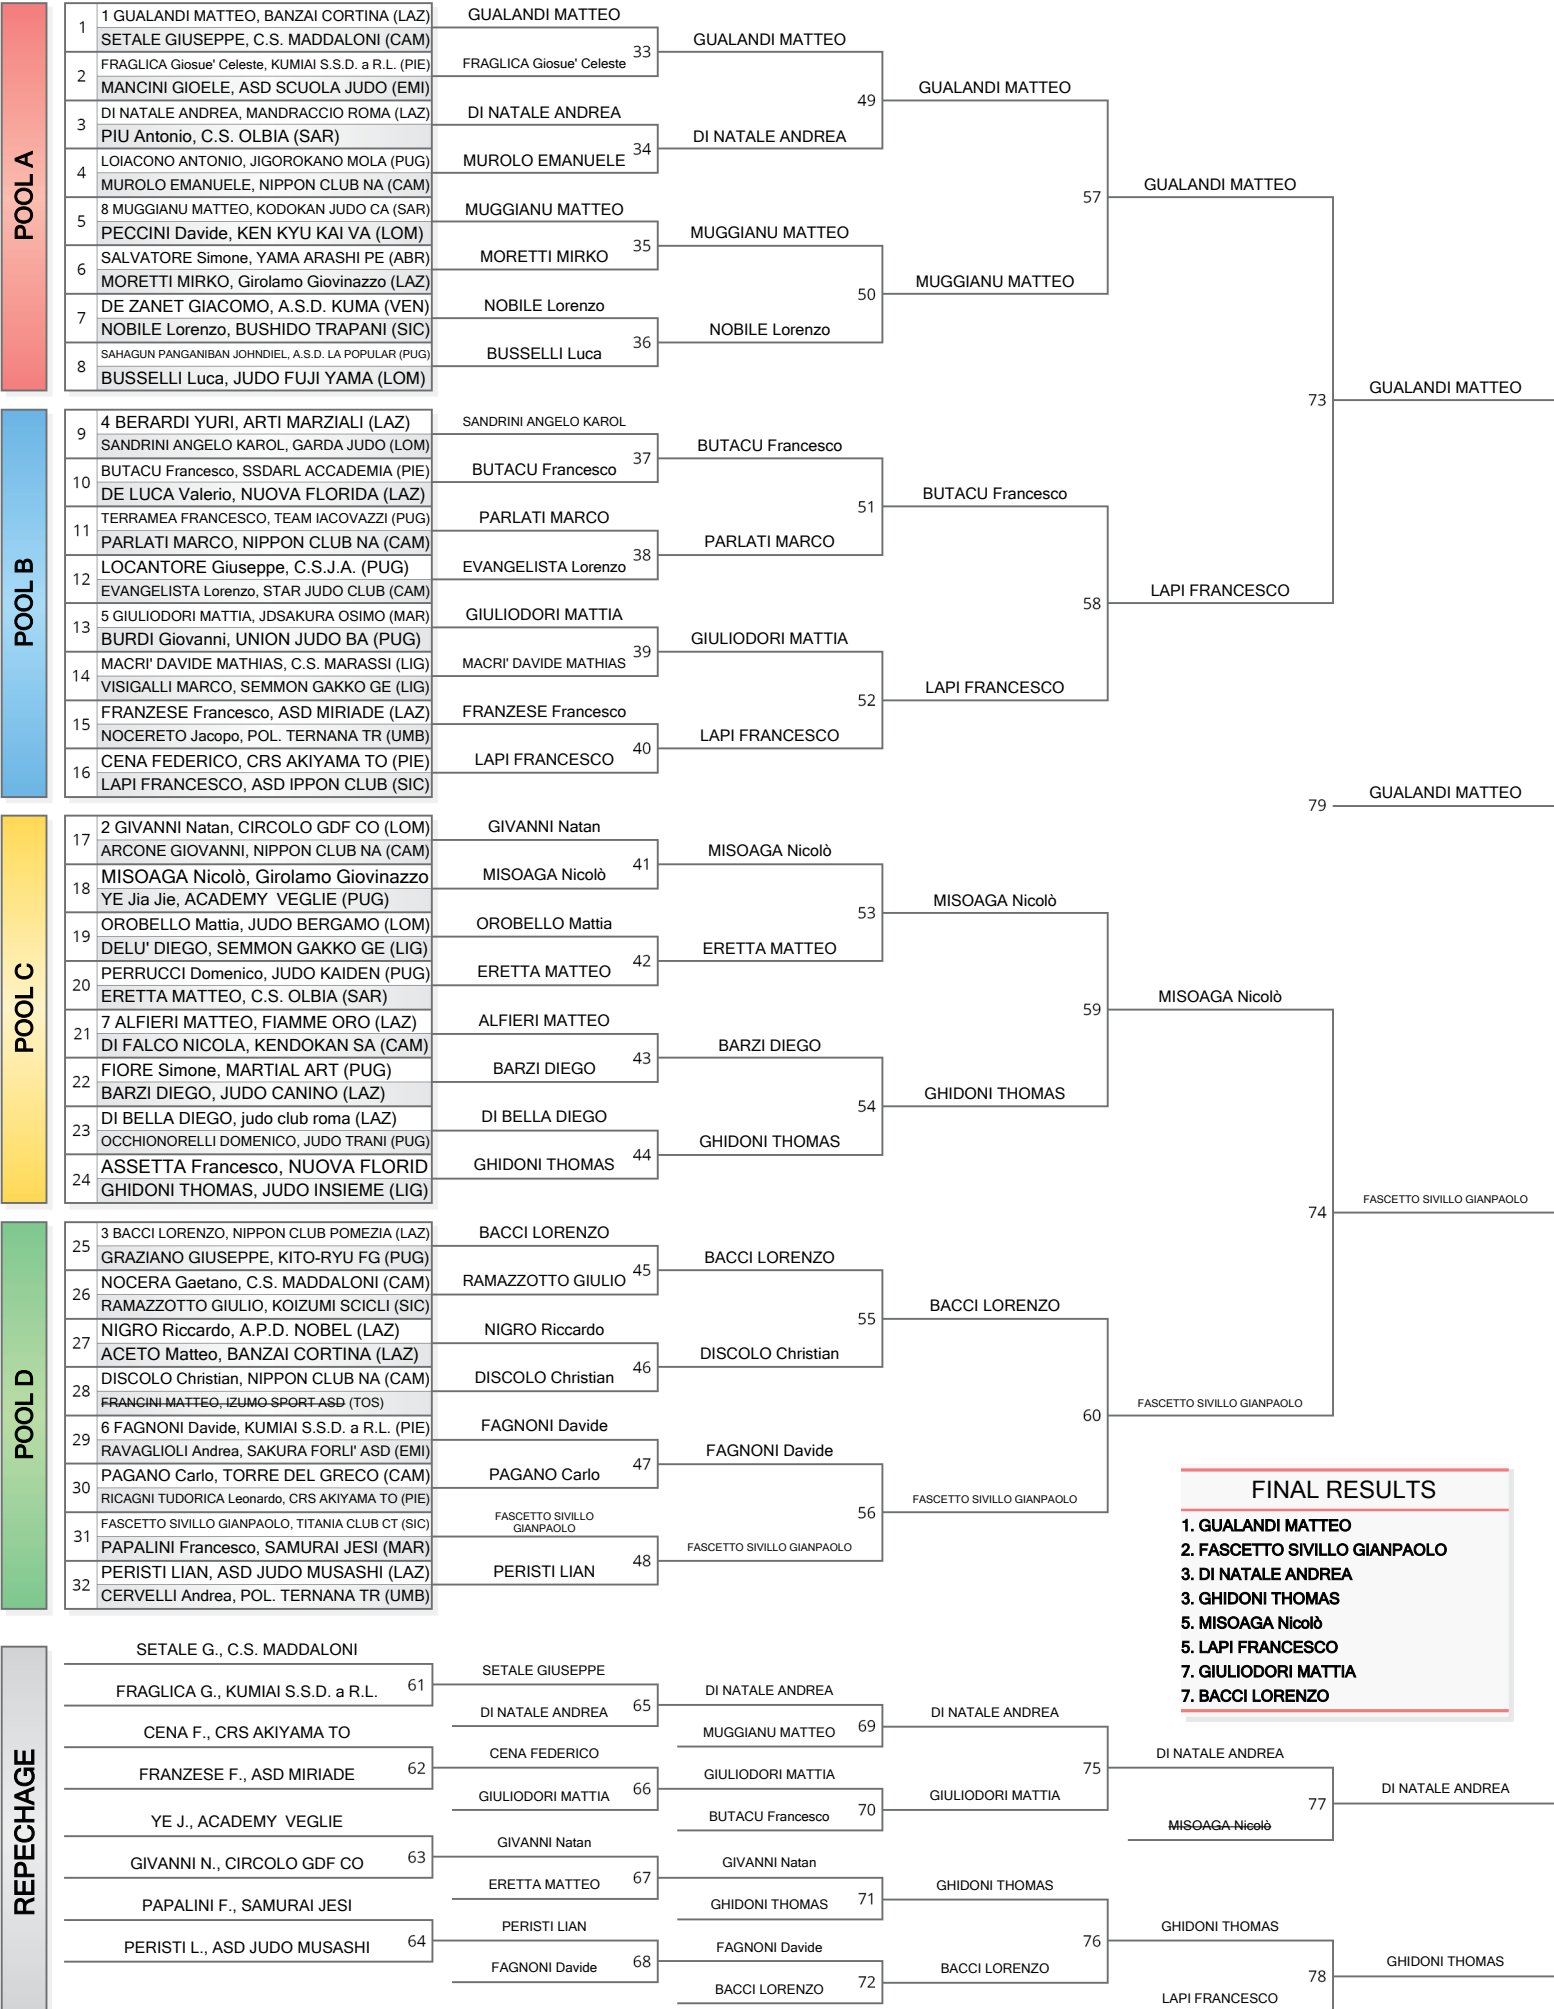 POOL A
1
1 GUALANDI MATTEO, BANZAI CORTINA (LAZ)
SETALE GIUSEPPE, C.S. MADDALONI (CAM)
2
FRAGLICA Giosue' Celeste, KUMIAI S.S.D. a R.L. (PIE)
MANCINI GIOELE, ASD SCUOLA JUDO (EMI)
3
DI NATALE ANDREA, MANDRACCIO ROMA (LAZ)
PIU Antonio, C.S. OLBIA (SAR)
4
LOIACONO ANTONIO, JIGOROKANO MOLA (PUG)
MUROLO EMANUELE, NIPPON CLUB NA (CAM)
5
8 MUGGIANU MATTEO, KODOKAN JUDO CA (SAR)
PECCINI Davide, KEN KYU KAI VA (LOM)
6
SALVATORE Simone, YAMA ARASHI PE (ABR)
MORETTI MIRKO, Girolamo Giovinazzo (LAZ)
7
DE ZANET GIACOMO, A.S.D. KUMA (VEN)
NOBILE Lorenzo, BUSHIDO TRAPANI (SIC)
8
SAHAGUN PANGANIBAN JOHNDIEL, A.S.D. LA POPULAR (PUG)
BUSSELLI Luca, JUDO FUJI YAMA (LOM)
GUALANDI MATTEO
33
FRAGLICA Giosue' Celeste
DI NATALE ANDREA
34
MUROLO EMANUELE
MUGGIANU MATTEO
35
MORETTI MIRKO
NOBILE Lorenzo
36
BUSSELLI Luca
GUALANDI MATTEO
49
DI NATALE ANDREA
MUGGIANU MATTEO
50
NOBILE Lorenzo
GUALANDI MATTEO
57
MUGGIANU MATTEO
GUALANDI MATTEO
POOL B
9
4 BERARDI YURI, ARTI MARZIALI (LAZ)
SANDRINI ANGELO KAROL, GARDA JUDO (LOM)
10
BUTACU Francesco, SSDARL ACCADEMIA (PIE)
DE LUCA Valerio, NUOVA FLORIDA (LAZ)
11
TERRAMEA FRANCESCO, TEAM IACOVAZZI (PUG)
PARLATI MARCO, NIPPON CLUB NA (CAM)
12
LOCANTORE Giuseppe, C.S.J.A. (PUG)
EVANGELISTA Lorenzo, STAR JUDO CLUB (CAM)
13
5 GIULIODORI MATTIA, JDSAKURA OSIMO (MAR)
BURDI Giovanni, UNION JUDO BA (PUG)
14
MACRI' DAVIDE MATHIAS, C.S. MARASSI (LIG)
VISIGALLI MARCO, SEMMON GAKKO GE (LIG)
15
FRANZESE Francesco, ASD MIRIADE (LAZ)
NOCERETO Jacopo, POL. TERNANA TR (UMB)
16
CENA FEDERICO, CRS AKIYAMA TO (PIE)
LAPI FRANCESCO, ASD IPPON CLUB (SIC)
SANDRINI ANGELO KAROL
37
BUTACU Francesco
PARLATI MARCO
38
EVANGELISTA Lorenzo
GIULIODORI MATTIA
39
MACRI' DAVIDE MATHIAS
FRANZESE Francesco
40
LAPI FRANCESCO
BUTACU Francesco
51
PARLATI MARCO
GIULIODORI MATTIA
52
LAPI FRANCESCO
BUTACU Francesco
58
LAPI FRANCESCO
LAPI FRANCESCO
73
GUALANDI MATTEO
79
GUALANDI MATTEO
POOL C
17
2 GIVANNI Natan, CIRCOLO GDF CO (LOM)
ARCONE GIOVANNI, NIPPON CLUB NA (CAM)
18
MISOAGA Nicolò, Girolamo Giovinazzo
YE Jia Jie, ACADEMY VEGLIE (PUG)
19
OROBELLO Mattia, JUDO BERGAMO (LOM)
DELU' DIEGO, SEMMON GAKKO GE (LIG)
20
PERRUCCI Domenico, JUDO KAIDEN (PUG)
ERETTA MATTEO, C.S. OLBIA (SAR)
21
7 ALFIERI MATTEO, FIAMME ORO (LAZ)
DI FALCO NICOLA, KENDOKAN SA (CAM)
22
FIORE Simone, MARTIAL ART (PUG)
BARZI DIEGO, JUDO CANINO (LAZ)
23
DI BELLA DIEGO, judo club roma (LAZ)
OCCHIONORELLI DOMENICO, JUDO TRANI (PUG)
24
ASSETTA Francesco, NUOVA FLORID
GHIDONI THOMAS, JUDO INSIEME (LIG)
GIVANNI Natan
41
MISOAGA Nicolò
OROBELLO Mattia
42
ERETTA MATTEO
ALFIERI MATTEO
43
BARZI DIEGO
DI BELLA DIEGO
44
GHIDONI THOMAS
MISOAGA Nicolò
53
ERETTA MATTEO
BARZI DIEGO
54
GHIDONI THOMAS
MISOAGA Nicolò
59
GHIDONI THOMAS
MISOAGA Nicolò
74
FASCETTO SIVILLO GIANPAOLO
POOL D
25
3 BACCI LORENZO, NIPPON CLUB POMEZIA (LAZ)
GRAZIANO GIUSEPPE, KITO-RYU FG (PUG)
26
NOCERA Gaetano, C.S. MADDALONI (CAM)
RAMAZZOTTO GIULIO, KOIZUMI SCICLI (SIC)
27
NIGRO Riccardo, A.P.D. NOBEL (LAZ)
ACETO Matteo, BANZAI CORTINA (LAZ)
28
DISCOLO Christian, NIPPON CLUB NA (CAM)
FRANCINI MATTEO, IZUMO SPORT ASD (TOS)
29
6 FAGNONI Davide, KUMIAI S.S.D. a R.L. (PIE)
RAVAGLIOLI Andrea, SAKURA FORLI' ASD (EMI)
30
PAGANO Carlo, TORRE DEL GRECO (CAM)
RICAGNI TUDORICA Leonardo, CRS AKIYAMA TO (PIE)
31
FASCETTO SIVILLO GIANPAOLO, TITANIA CLUB CT (SIC)
PAPALINI Francesco, SAMURAI JESI (MAR)
32
PERISTI LIAN, ASD JUDO MUSASHI (LAZ)
CERVELLI Andrea, POL. TERNANA TR (UMB)
BACCI LORENZO
45
RAMAZZOTTO GIULIO
NIGRO Riccardo
46
DISCOLO Christian
FAGNONI Davide
47
PAGANO Carlo
FASCETTO SIVILLO
GIANPAOLO
48
PERISTI LIAN
BACCI LORENZO
55
DISCOLO Christian
FAGNONI Davide
56
FASCETTO SIVILLO GIANPAOLO
BACCI LORENZO
60
FASCETTO SIVILLO GIANPAOLO
FASCETTO SIVILLO GIANPAOLO
FINAL RESULTS
1. GUALANDI MATTEO
2. FASCETTO SIVILLO GIANPAOLO
3. DI NATALE ANDREA
3. GHIDONI THOMAS
5. MISOAGA Nicolò
5. LAPI FRANCESCO
7. GIULIODORI MATTIA
7. BACCI LORENZO
REPECHAGE
SETALE G., C.S. MADDALONI
61
FRAGLICA G., KUMIAI S.S.D. a R.L.
CENA F., CRS AKIYAMA TO
62
FRANZESE F., ASD MIRIADE
YE J., ACADEMY VEGLIE
63
GIVANNI N., CIRCOLO GDF CO
PAPALINI F., SAMURAI JESI
64
PERISTI L., ASD JUDO MUSASHI
SETALE GIUSEPPE
65
DI NATALE ANDREA
CENA FEDERICO
66
GIULIODORI MATTIA
GIVANNI Natan
67
ERETTA MATTEO
PERISTI LIAN
68
FAGNONI Davide
DI NATALE ANDREA
69
MUGGIANU MATTEO
GIULIODORI MATTIA
70
BUTACU Francesco
GIVANNI Natan
71
GHIDONI THOMAS
FAGNONI Davide
72
BACCI LORENZO
DI NATALE ANDREA
75
GIULIODORI MATTIA
GHIDONI THOMAS
76
BACCI LORENZO
DI NATALE ANDREA
77
MISOAGA Nicolò
GHIDONI THOMAS
78
LAPI FRANCESCO
DI NATALE ANDREA
GHIDONI THOMAS